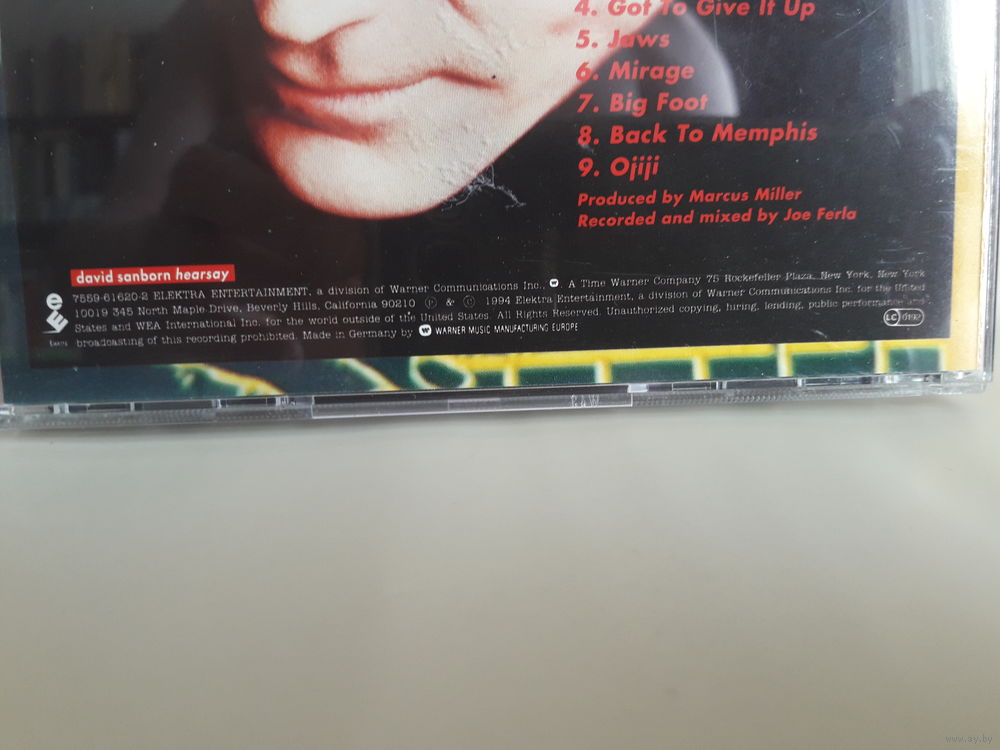 4. Got To Give It Up
5. Jaws
6. Mirage
7. Big Foot
8. Back To Memphis
9. Ojiji
Produced by Marcus Miller
Recorded and mixed by Joe Ferla
david sanborn hearsay
7559-61620-2 ELEKTRA ENTERTAINMENT, a division of Warner Communications Inc., A Time Warner Company 75 Rockefeller Plaza, New York, New York
10019 345 North Maple Drive, Beverly Hills, California 90210 ℗ & © 1994 Elektra Entertainment, a division of Warner Communications Inc. for the United
States and WEA International Inc. for the world outside of the United States. All Rights Reserved. Unauthorized copying, hiring, lending, public performance and
broadcasting of this recording prohibited. Made in Germany by WARNER MUSIC MANUFACTURING EUROPE
LC 0192
www.ay.by